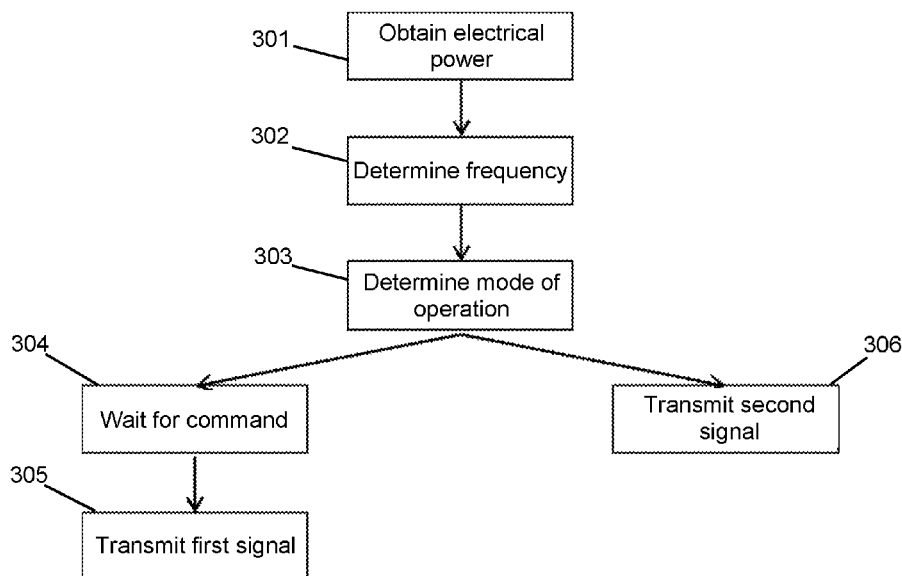 301
Obtain electrical
power
302
Determine frequency
303
Determine mode of
operation
304
Wait for command
306
Transmit second
signal
305
Transmit first signal